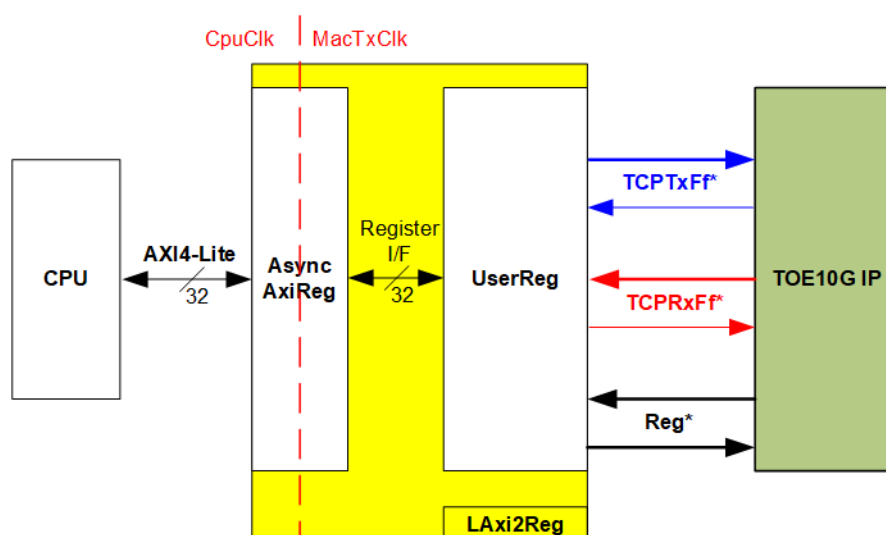 CpuClk MacTxClk
CPU
AXI4-Lite
32
Async
AxiReg
Register
I/F
32
UserReg
TCPTxFf*
TCPRxFf*
Reg*
TOE10G IP
LAxi2Reg